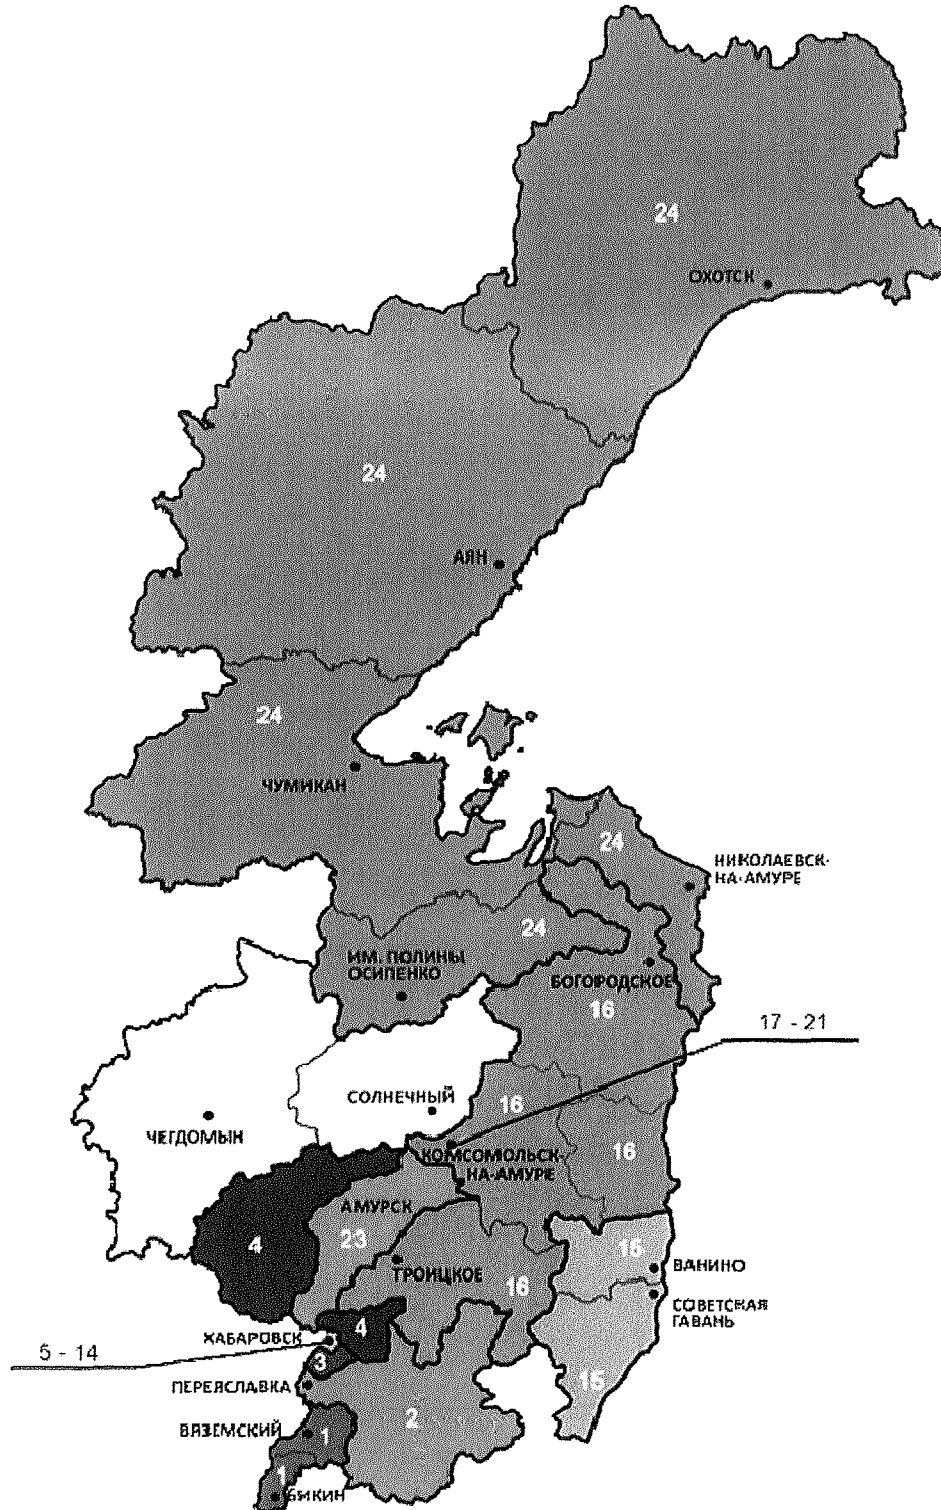 24
ОХОТСК
24
АЯН
24
ЧУМИКАН
24
НИКОЛАЕВСК-
НА-АМУРЕ
24
ИМ. ПОЛИНЫ
ОСИПЕНКО
БОГОРОДСКОЕ
16
17 - 21
СОЛНЕЧНЫЙ
16
ЧЕГДОМЫН
КОМСОМОЛЬСК-
НА-АМУРЕ
16
АМУРСК
4
23
15
ВАНИНО
ТРОИЦКОЕ
16
СОВЕТСКАЯ
ГАВАНЬ
ХАБАРОВСК
4
5 - 14
3
ПЕРЕЯСЛАВКА
15
2
ВЯЗЕМСКИЙ
1
1
БИКИН